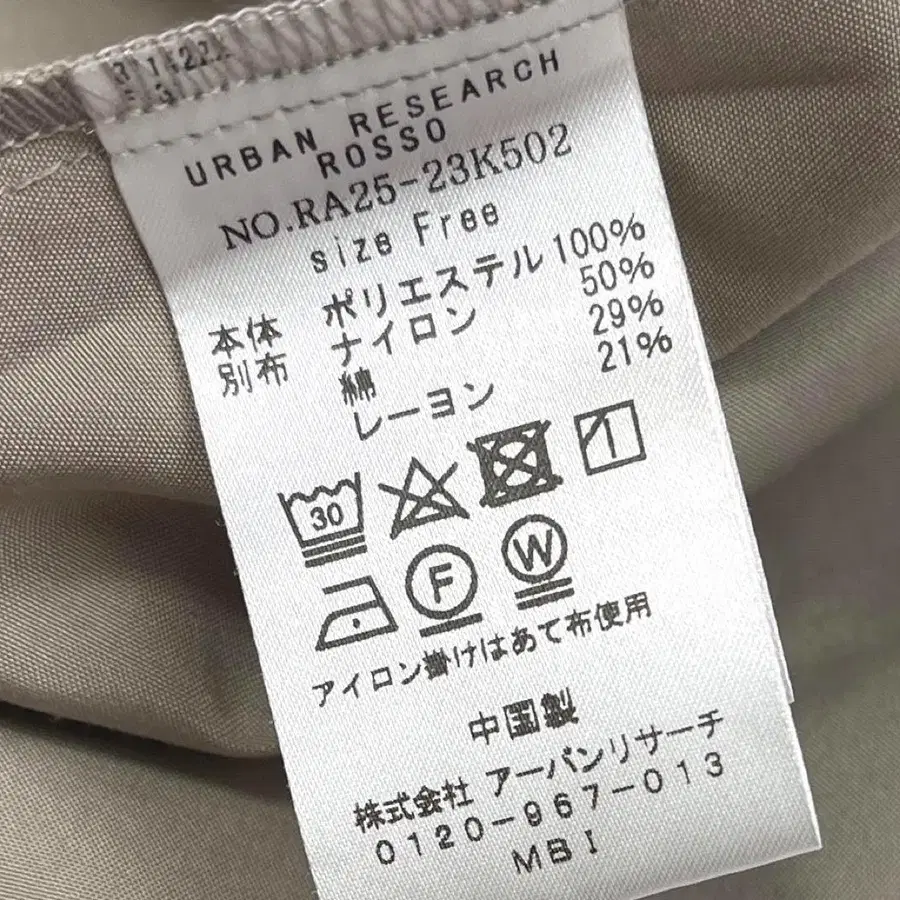 URBAN RESEARCH
ROSSO
NO.RA25-23K502
size Free
本体 ポリエステル 100%
別布 ナイロン 50%
綿 29%
レーヨン 21%
30
F W
アイロン掛けはあて布使用
中国製
株式会社 アーバンリサーチ
0120-967-013
MBI